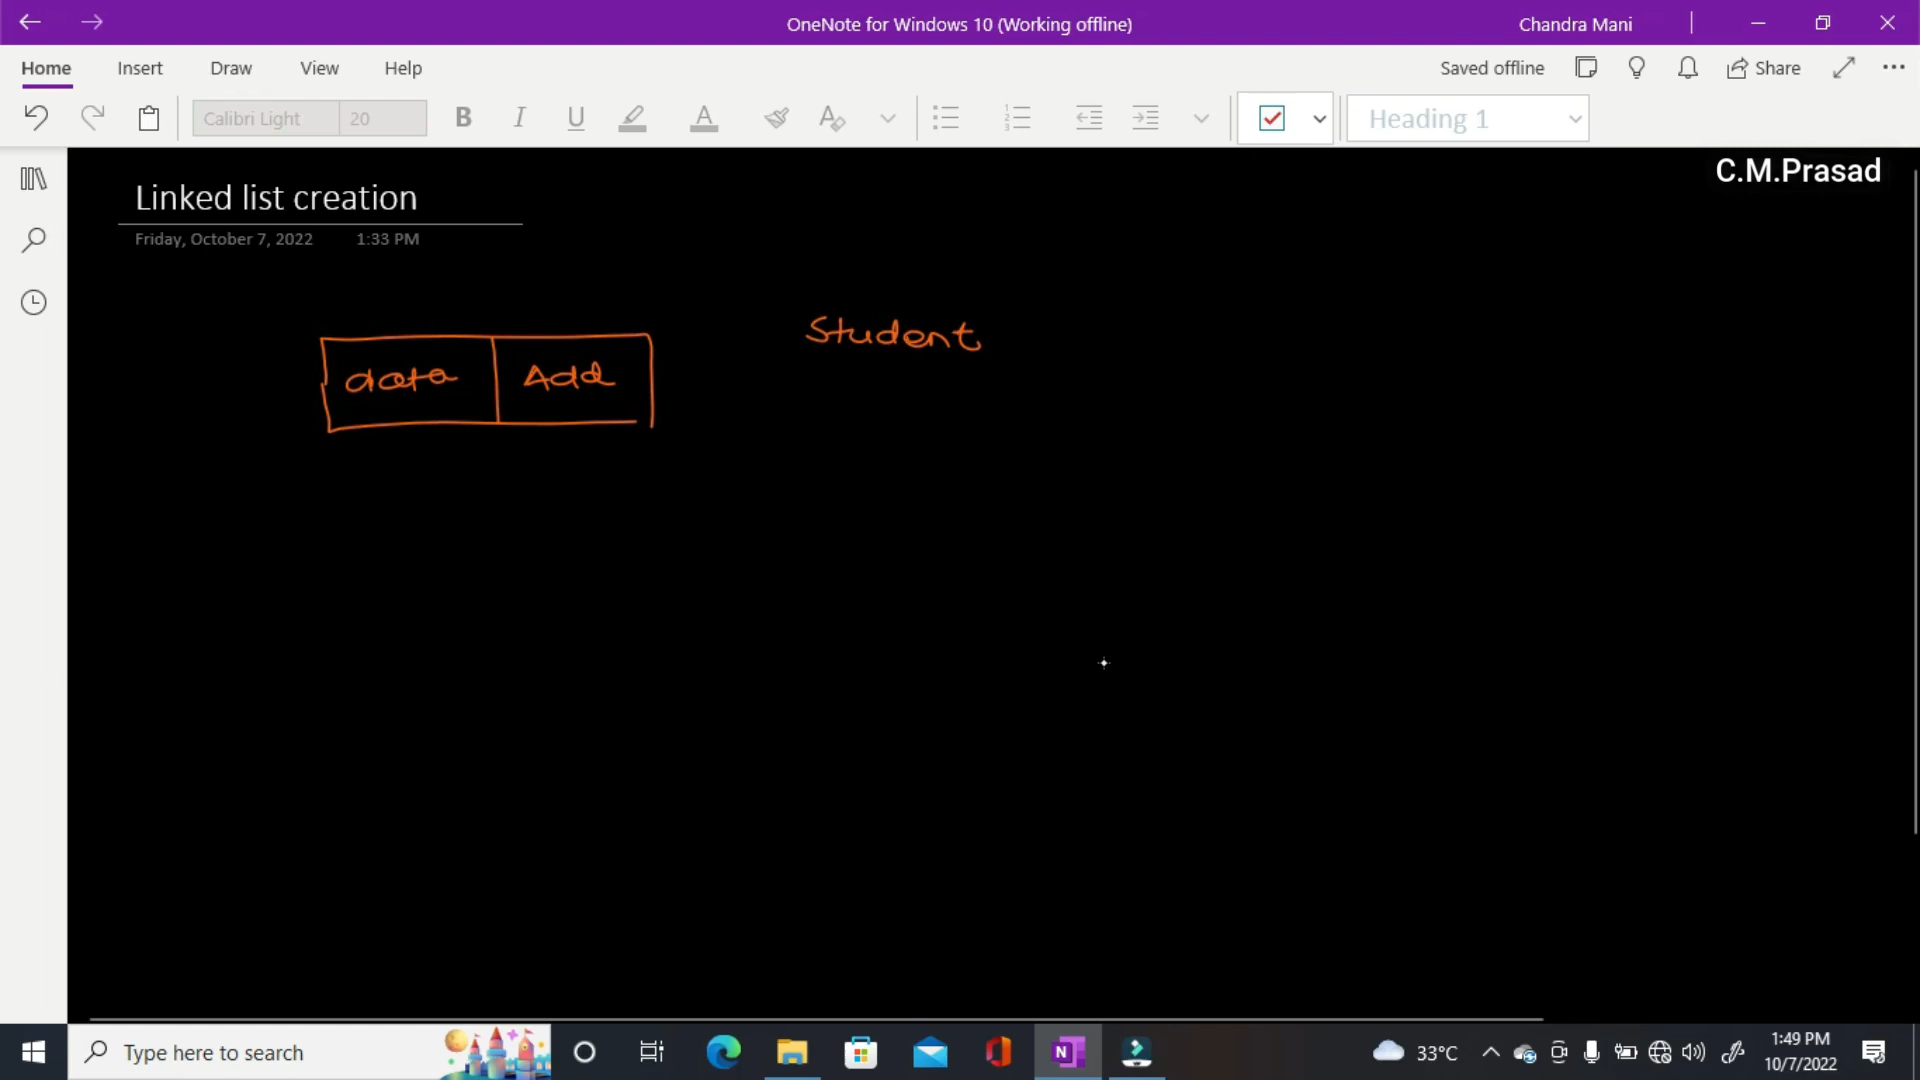 OneNote for Windows 10 (Working offline)
Chandra Mani
Home Insert Draw View Help
Saved offline
Share
Calibri Light 20
B I U A A
Heading 1
C.M.Prasad
Linked list creation
Friday, October 7, 2022 1:33 PM
Student
data Add
Type here to search
N
33°C
1:49 PM
10/7/2022